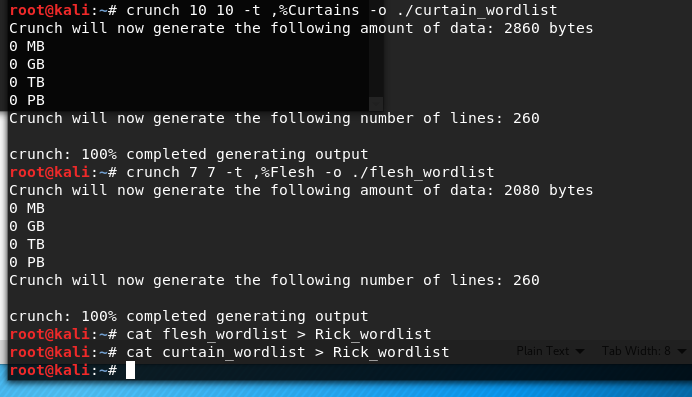 root@kali:~# crunch 10 10 -t ,%Curtains -o ./curtain_wordlist
Crunch will now generate the following amount of data: 2860 bytes
0 MB
0 GB
0 TB
0 PB
Crunch will now generate the following number of lines: 260
crunch: 100% completed generating output
root@kali:~# crunch 7 7 -t ,%Flesh -o ./flesh_wordlist
Crunch will now generate the following amount of data: 2080 bytes
0 MB
0 GB
0 TB
0 PB
Crunch will now generate the following number of lines: 260
crunch: 100% completed generating output
root@kali:~# cat flesh_wordlist > Rick_wordlist
root@kali:~# cat curtain_wordlist > Rick_wordlist
Plain Text Tab Width: 8
root@kali:~#